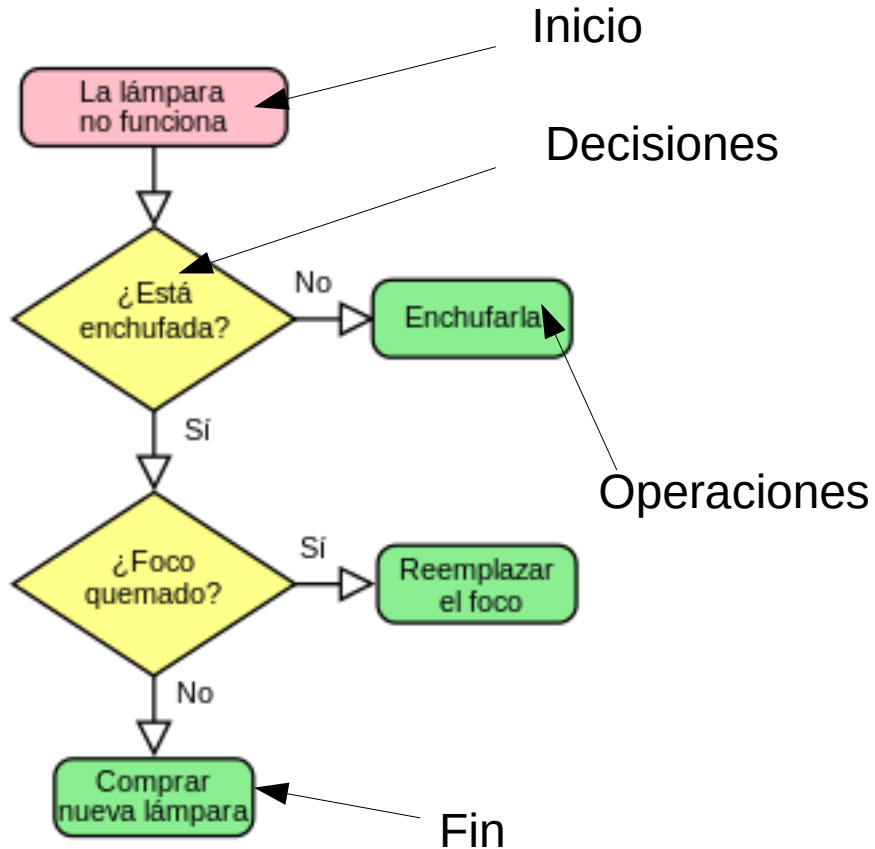 Inicio
La lámpara
no funciona
Decisiones
¿Está
enchufada?
No
Enchufarla
Sí
Operaciones
¿Foco
quemado?
Sí
Reemplazar
el foco
No
Comprar
nueva lámpara
Fin